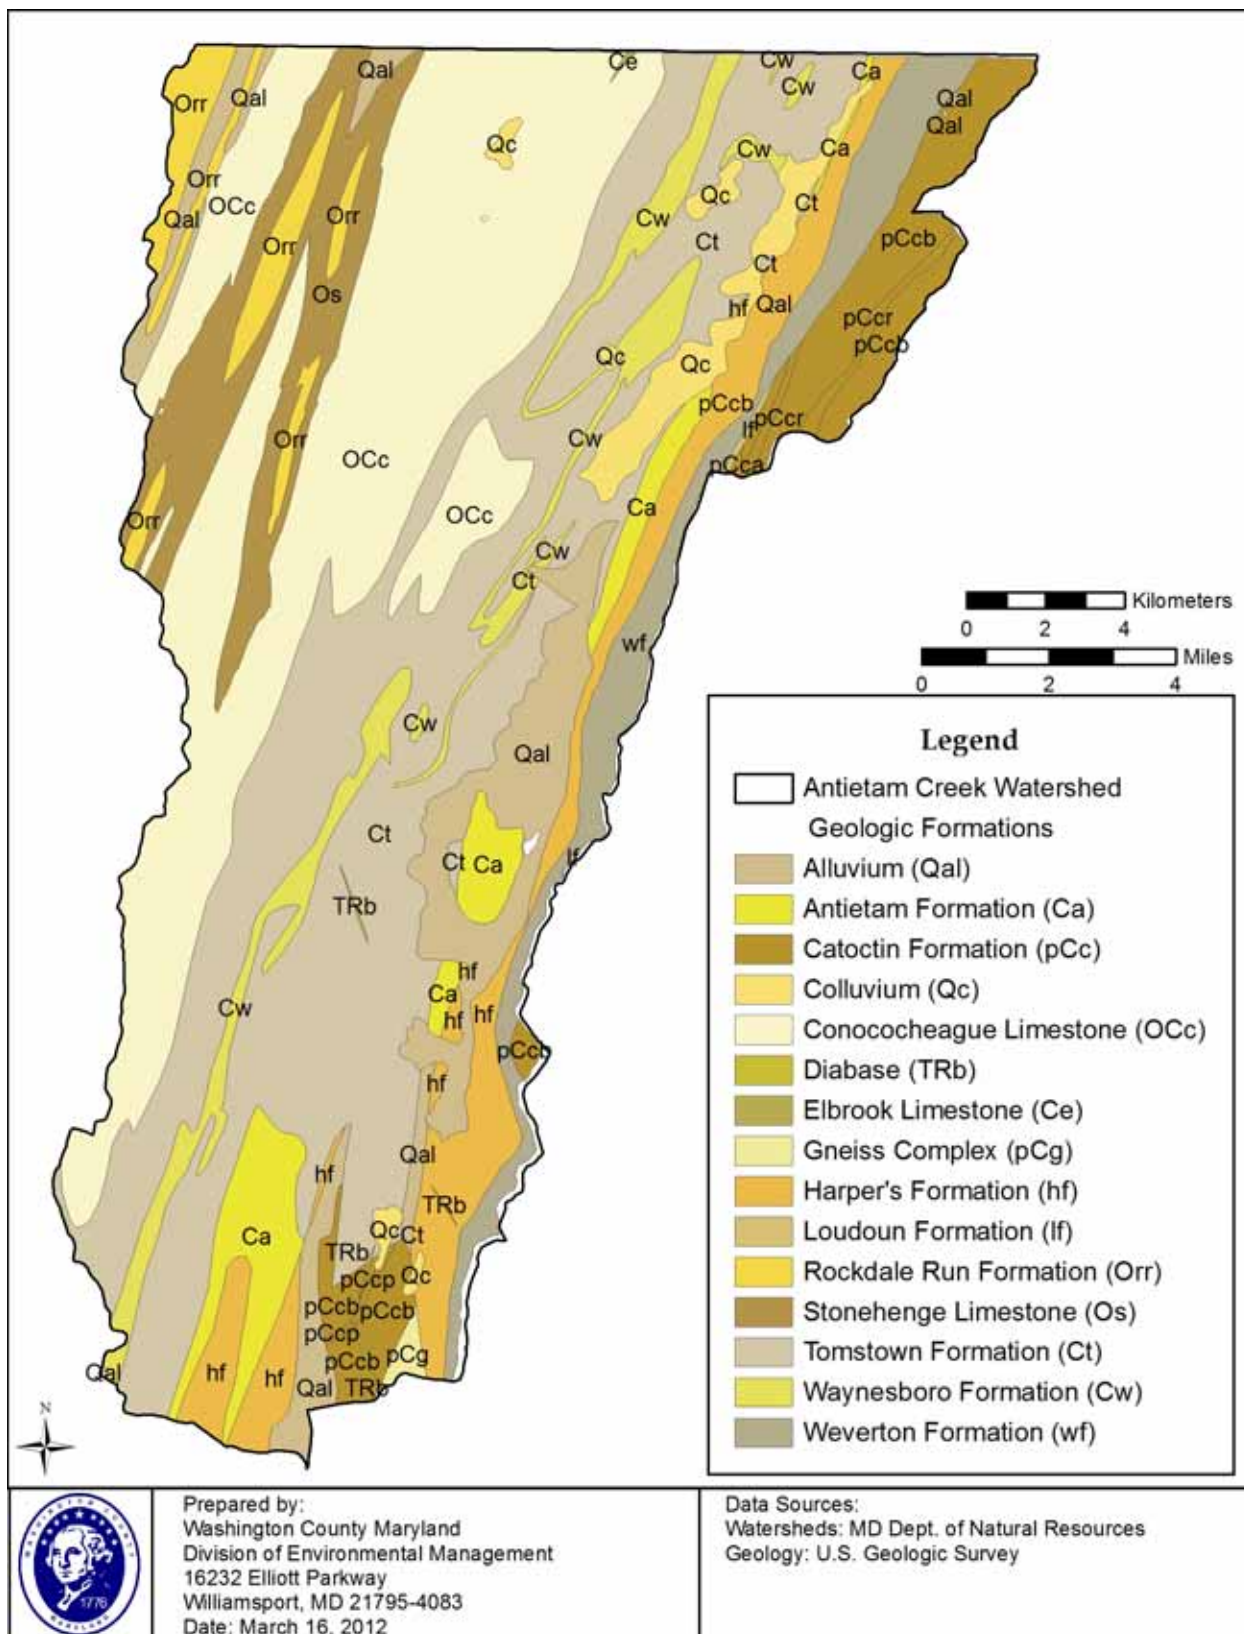 Ce
Cw
Cw
Ca
Qal
Qal
Orr
Qal
Qal
Qal
Qc
Cw
Ca
Orr
OCc
Orr
Qal
Orr
Qc
Ct
Cw
Ct
pCcb
Os
Ct
hf
Qal
pCcr
pCcb
Qc
Qc
pCcb
pCcr
lf
Orr
OCc
Cw
pCca
Ca
Orr
OCc
Cw
Ct
wf
Kilometers
0 2 4
Miles
0 2 4
Cw
Qal
Ct
Ct
Ca
lf
TRb
hf
Ca
hf
hf
Cw
pCcb
hf
Qal
hf
TRb
Ca
Qc
Ct
TRb
pCcp
Qc
pCcb
pCcb
pCcp
pCcb
pCg
Qal
hf
hf
Qal
TRb
N
Legend
Antietam Creek Watershed
Geologic Formations
Alluvium (Qal)
Antietam Formation (Ca)
Catoctin Formation (pCc)
Colluvium (Qc)
Conococheague Limestone (OCc)
Diabase (TRb)
Elbrook Limestone (Ce)
Gneiss Complex (pCg)
Harper's Formation (hf)
Loudoun Formation (lf)
Rockdale Run Formation (Orr)
Stonehenge Limestone (Os)
Tomstown Formation (Ct)
Waynesboro Formation (Cw)
Weverton Formation (wf)
WASHINGTON COUNTY
1776
MARYLAND
Prepared by:
Washington County Maryland
Division of Environmental Management
16232 Elliott Parkway
Williamsport, MD 21795-4083
Date: March 16, 2012
Data Sources:
Watersheds: MD Dept. of Natural Resources
Geology: U.S. Geologic Survey